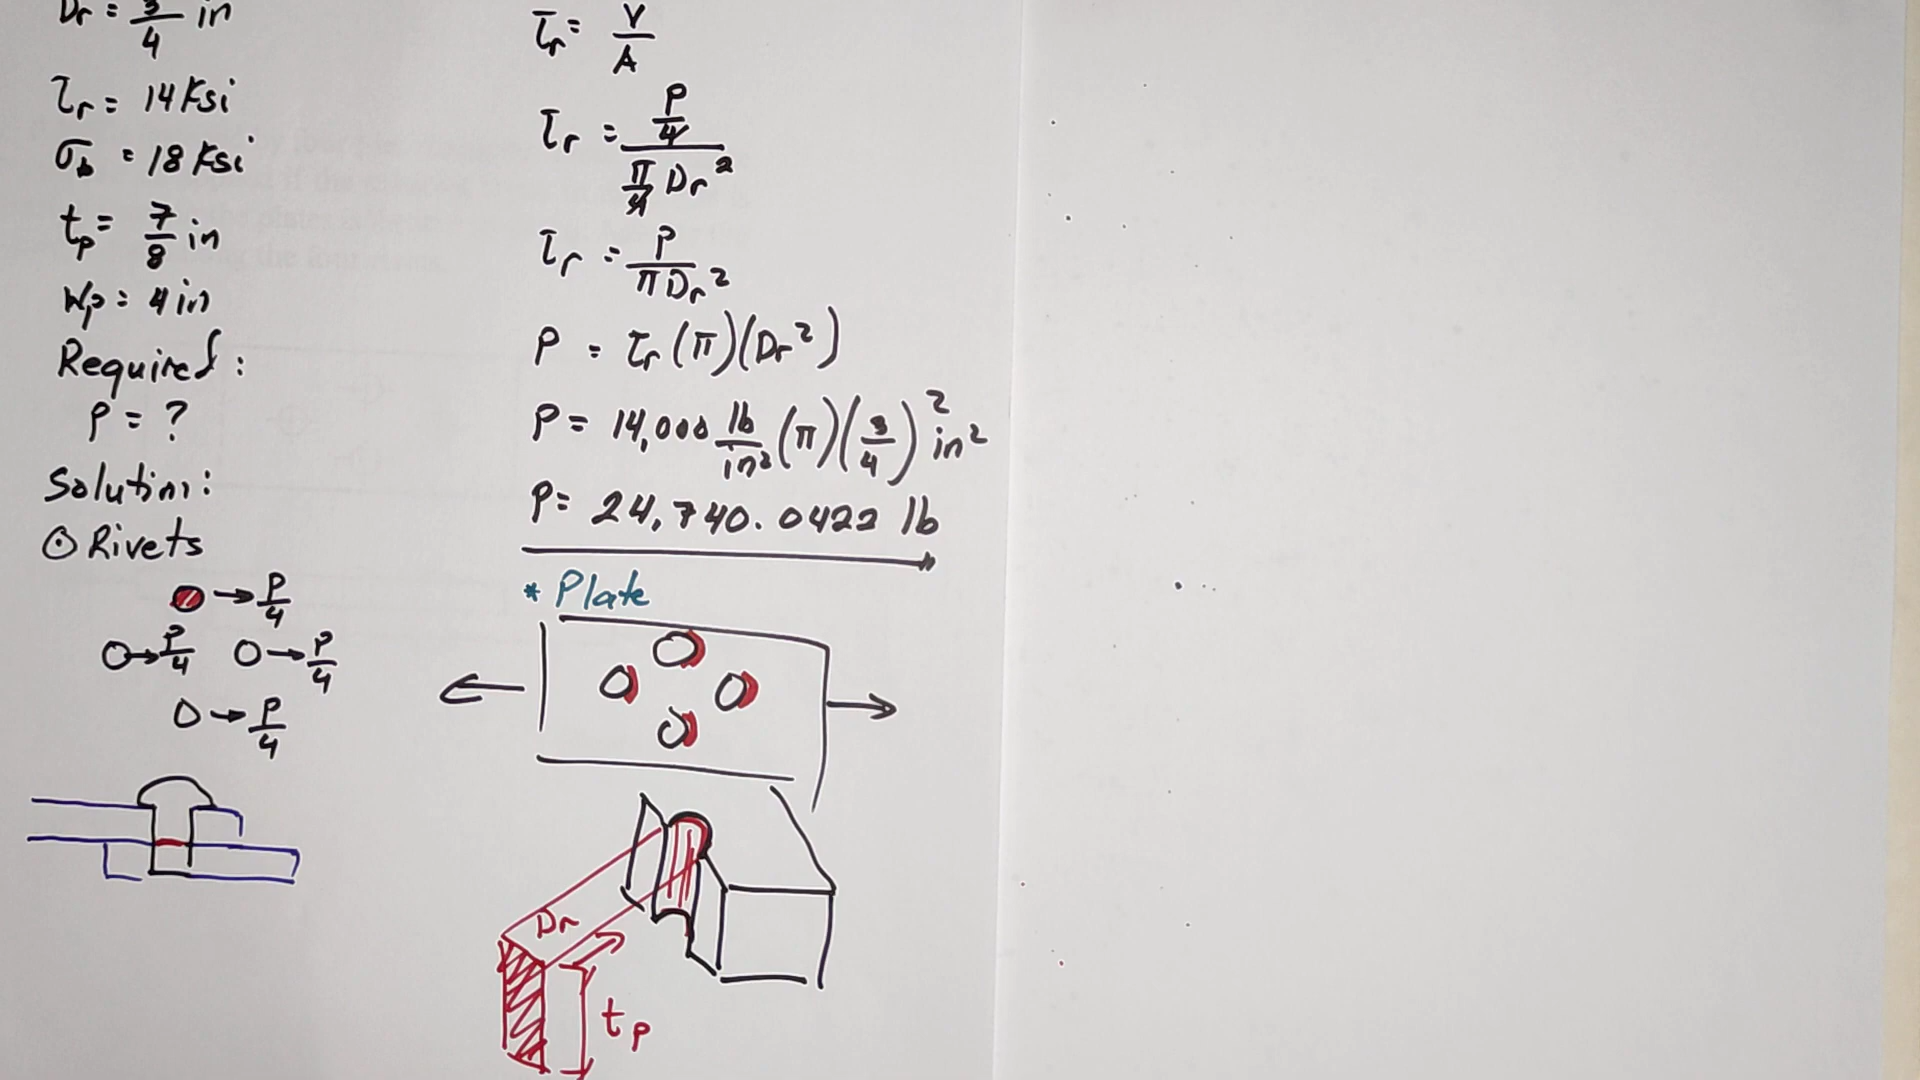 Dr = 3/4 in
τr = 14 Ksi
σb = 18 Ksi
tp = 7/8 in
Wp = 4 in
Required:
P = ?
Solution:
⊙ Rivets
→ P/4
→ P/4 → P/4
→ P/4
τr = V/A
τr = (P/4)/(π/4 Dr²)
τr = P/(π Dr²)
P = τr (π)(Dr²)
P = 14,000 lb/in² (π)(3/4)² in²
P = 24,740.0422 lb
* Plate
Dr
tp